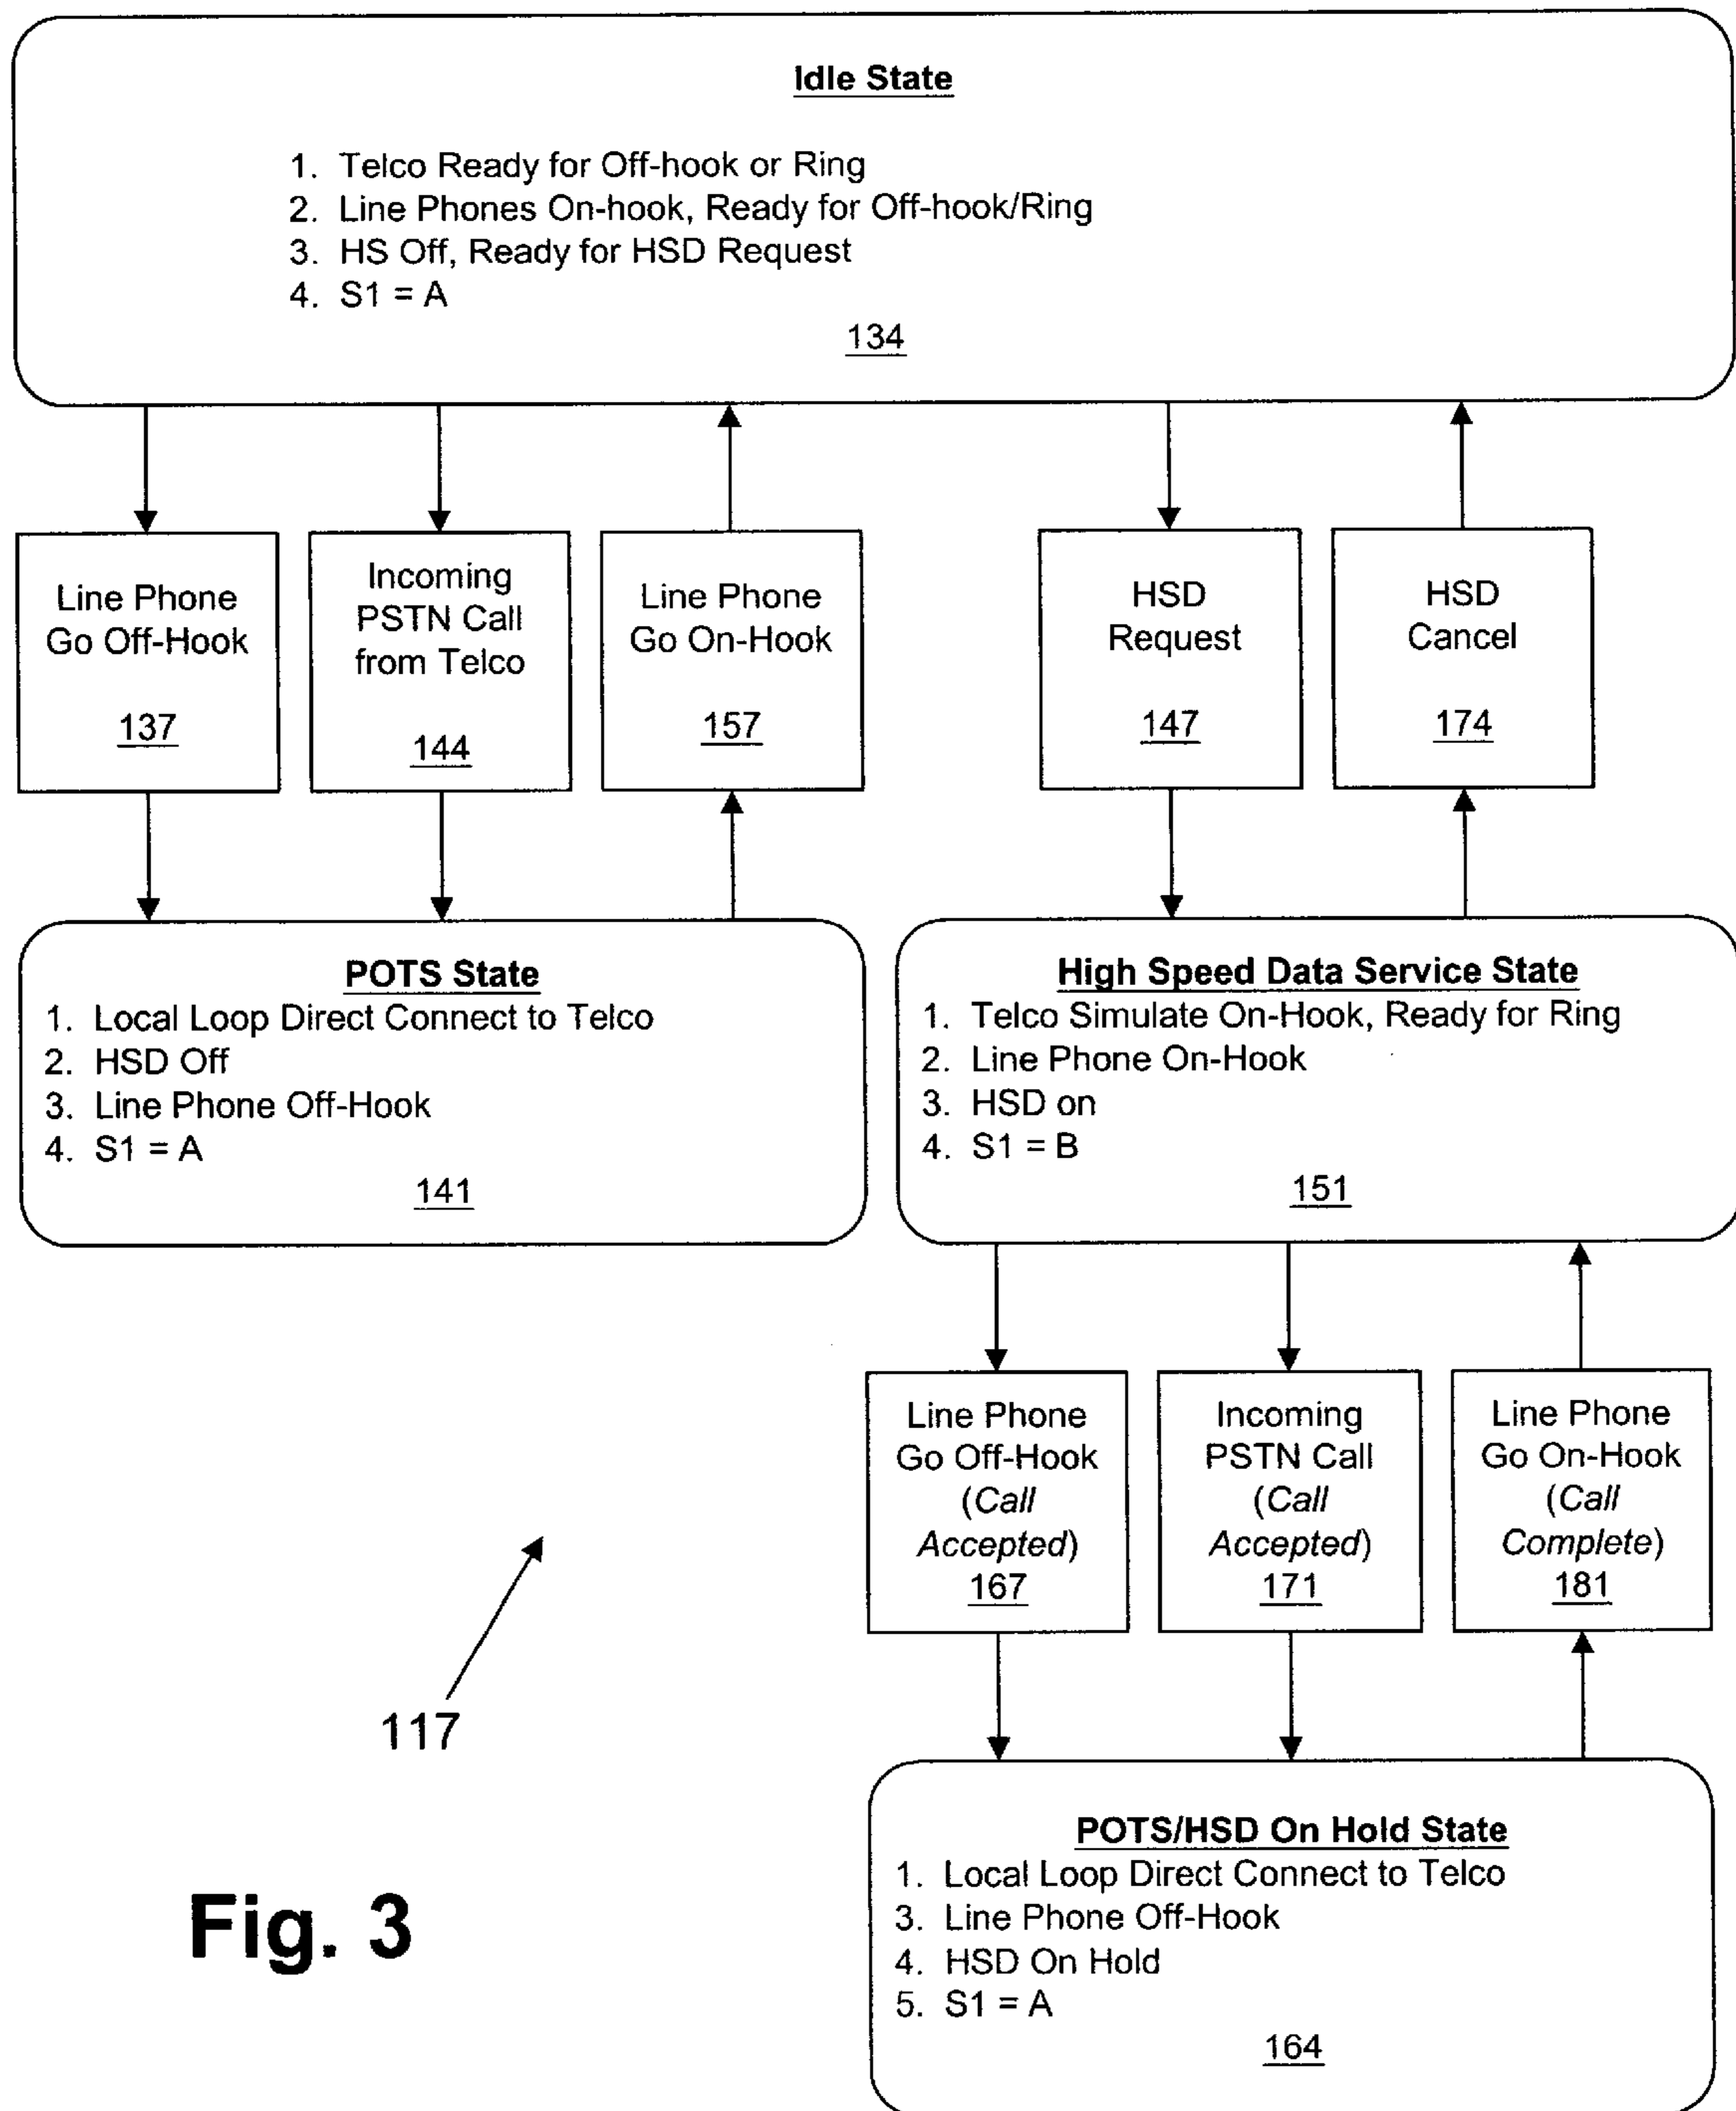 Idle State
1. Telco Ready for Off-hook or Ring
2. Line Phones On-hook, Ready for Off-hook/Ring
3. HS Off, Ready for HSD Request
4. S1 = A
134
Line Phone
Go Off-Hook
137
Incoming
PSTN Call
from Telco
144
Line Phone
Go On-Hook
157
HSD
Request
147
HSD
Cancel
174
POTS State
1. Local Loop Direct Connect to Telco
2. HSD Off
3. Line Phone Off-Hook
4. S1 = A
141
High Speed Data Service State
1. Telco Simulate On-Hook, Ready for Ring
2. Line Phone On-Hook
3. HSD on
4. S1 = B
151
Line Phone
Go Off-Hook
(Call
Accepted)
167
Incoming
PSTN Call
(Call
Accepted)
171
Line Phone
Go On-Hook
(Call
Complete)
181
117
POTS/HSD On Hold State
1. Local Loop Direct Connect to Telco
3. Line Phone Off-Hook
4. HSD On Hold
5. S1 = A
164
Fig. 3